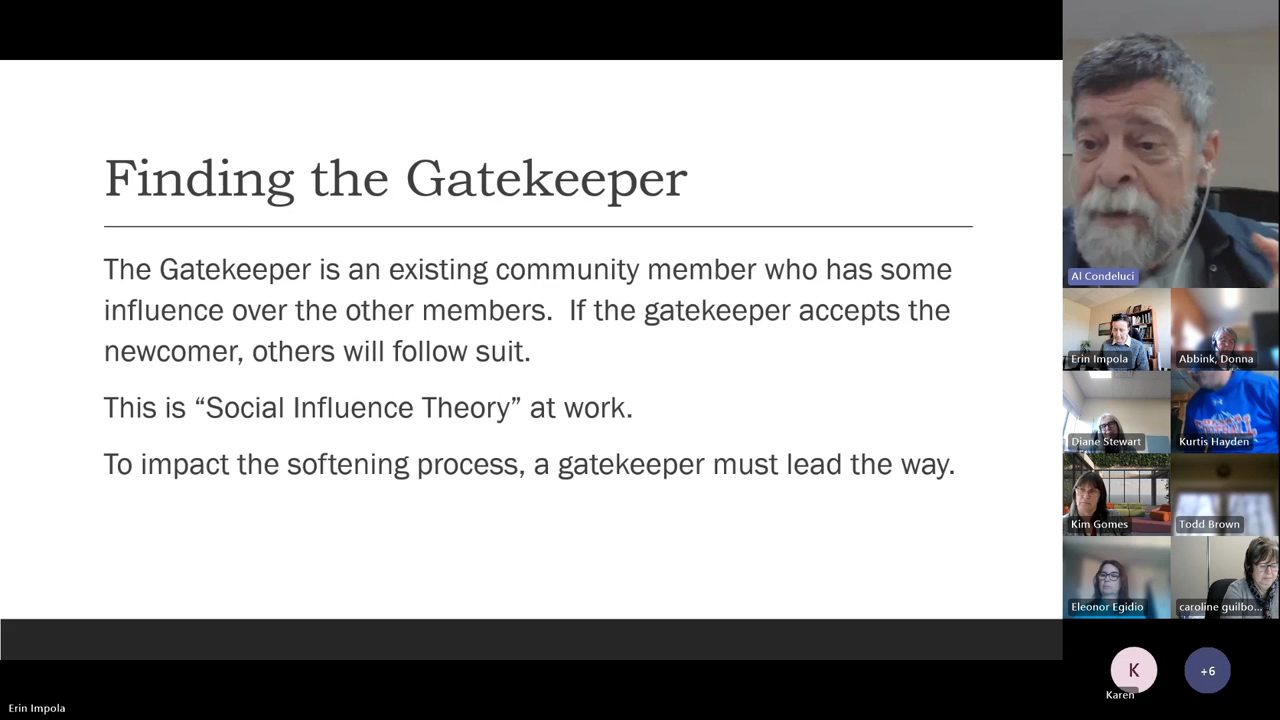 Finding the Gatekeeper
The Gatekeeper is an existing community member who has some
influence over the other members.  If the gatekeeper accepts the
newcomer, others will follow suit.
This is “Social Influence Theory” at work.
To impact the softening process, a gatekeeper must lead the way.
Al Condeluci
Erin Impola
Abbink, Donna
Diane Stewart
Kurtis Hayden
Kim Gomes
Todd Brown
Eleonor Egidio
caroline guilbo...
K
Karen
+6
Erin Impola